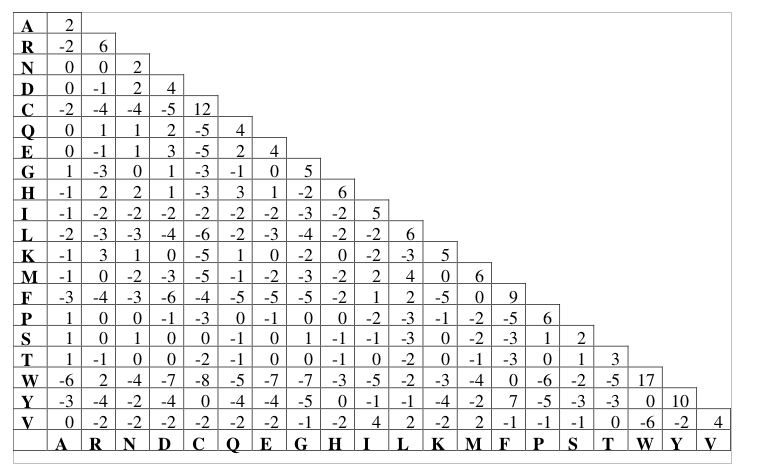 A 2
R -2 6
N 0 0 2
D 0 -1 2 4
C -2 -4 -4 -5 12
Q 0 1 1 2 -5 4
E 0 -1 1 3 -5 2 4
G 1 -3 0 1 -3 -1 0 5
H -1 2 2 1 -3 3 1 -2 6
I -1 -2 -2 -2 -2 -2 -2 -3 -2 5
L -2 -3 -3 -4 -6 -2 -3 -4 -2 -2 6
K -1 3 1 0 -5 1 0 -2 0 -2 -3 5
M -1 0 -2 -3 -5 -1 -2 -3 -2 2 4 0 6
F -3 -4 -3 -6 -4 -5 -5 -5 -2 1 2 -5 0 9
P 1 0 0 -1 -3 0 -1 0 0 -2 -3 -1 -2 -5 6
S 1 0 1 0 0 -1 0 1 -1 -1 -3 0 -2 -3 1 2
T 1 -1 0 0 -2 -1 0 0 -1 0 -2 0 -1 -3 0 1 3
W -6 2 -4 -7 -8 -5 -7 -7 -3 -5 -2 -3 -4 0 -6 -2 -5 17
Y -3 -4 -2 -4 0 -4 -4 -5 0 -1 -1 -4 -2 7 -5 -3 -3 0 10
V 0 -2 -2 -2 -2 -2 -2 -1 -2 4 2 -2 2 -1 -1 -1 0 -6 -2 4
A R N D C Q E G H I L K M F P S T W Y V